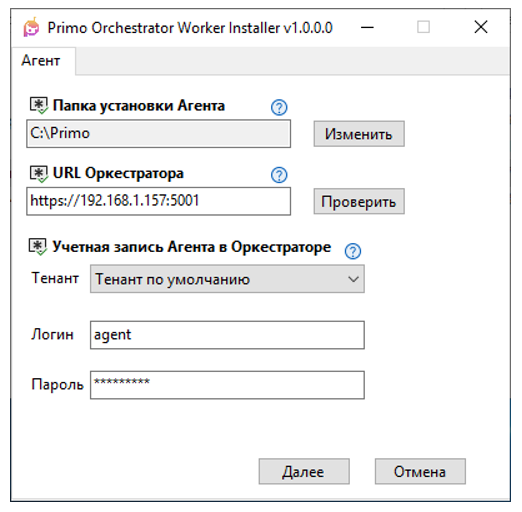 Primo Orchestrator Worker Installer v1.0.0.0
Агент
Папка установки Агента
C:\Primo
Изменить
URL Оркестратора
https://192.168.1.157:5001
Проверить
Учетная запись Агента в Оркестраторе
Тенант
Тенант по умолчанию
Логин
agent
Пароль
*********
Далее
Отмена